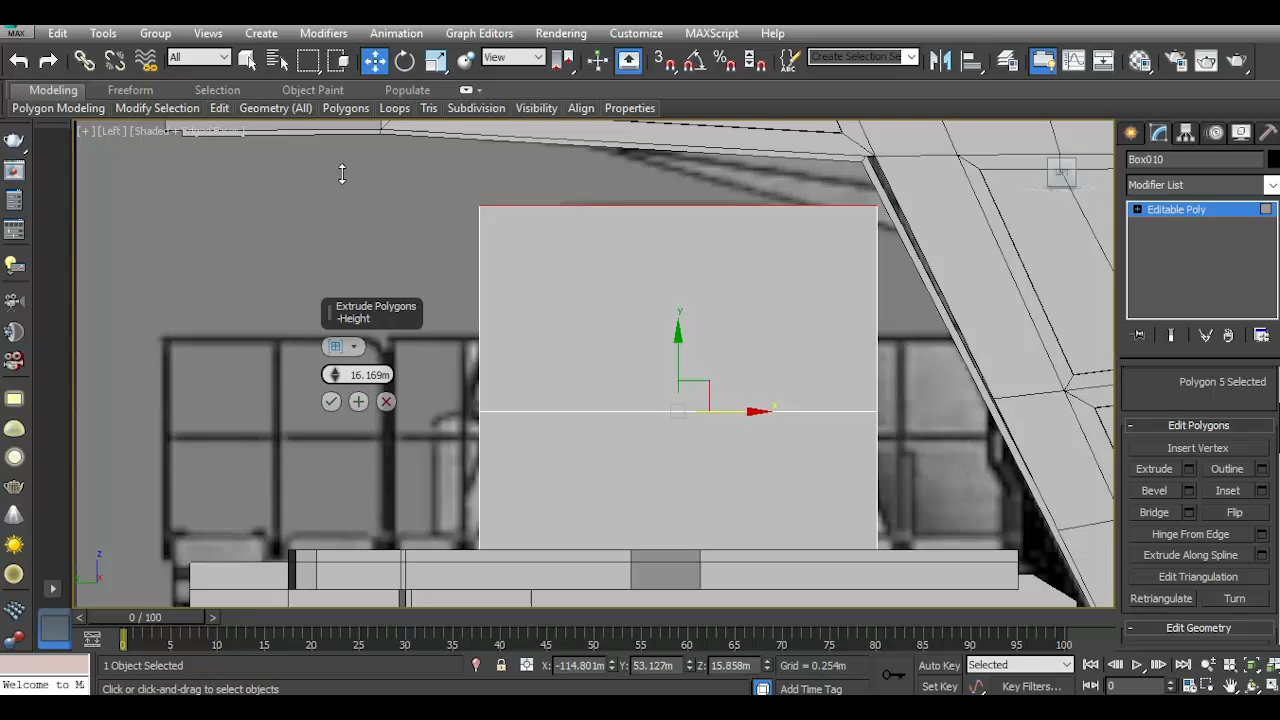 MAX Edit Tools Group Views Create Modifiers Animation Graph Editors Rendering Customize MAXScript Help
All View Create Selection Se
Modeling Freeform Selection Object Paint Populate
Polygon Modeling Modify Selection Edit Geometry (All) Polygons Loops Tris Subdivision Visibility Align Properties
[+] [Left] [Shaded +
Box010
Modifier List
Editable Poly
Extrude Polygons
-Height
16.169m
y
x
z
x
Polygon 5 Selected
Edit Polygons
Insert Vertex
Extrude Outline
Bevel Inset
Bridge Flip
Hinge From Edge
Extrude Along Spline
Edit Triangulation
Retriangulate Turn
Edit Geometry
< 0 / 100 >
0 5 10 15 20 25 30 35 40 45 50 55 60 65 70 75 80 85 90 95 100
1 Object Selected X: -114.801m Y: 53.127m Z: 15.858m Grid = 0.254m Auto Key Selected
Welcome to M Click or click-and-drag to select objects Add Time Tag Set Key Key Filters... 0